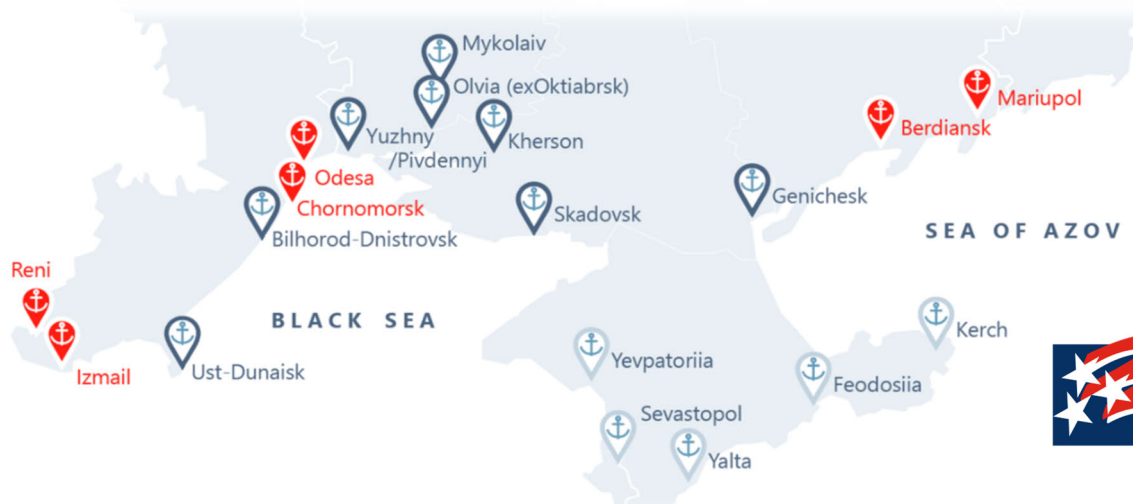 Mykolaiv
Olvia (exOktiabrsk)
Yuzhny
/Pivdennyi
Kherson
Mariupol
Berdiansk
Odesa
Chornomorsk
Bilhorod-Dnistrovsk
Skadovsk
Genichesk
SEA OF AZOV
Reni
Izmail
BLACK SEA
Ust-Dunaisk
Kerch
Yevpatoriia
Feodosiia
Sevastopol
Yalta